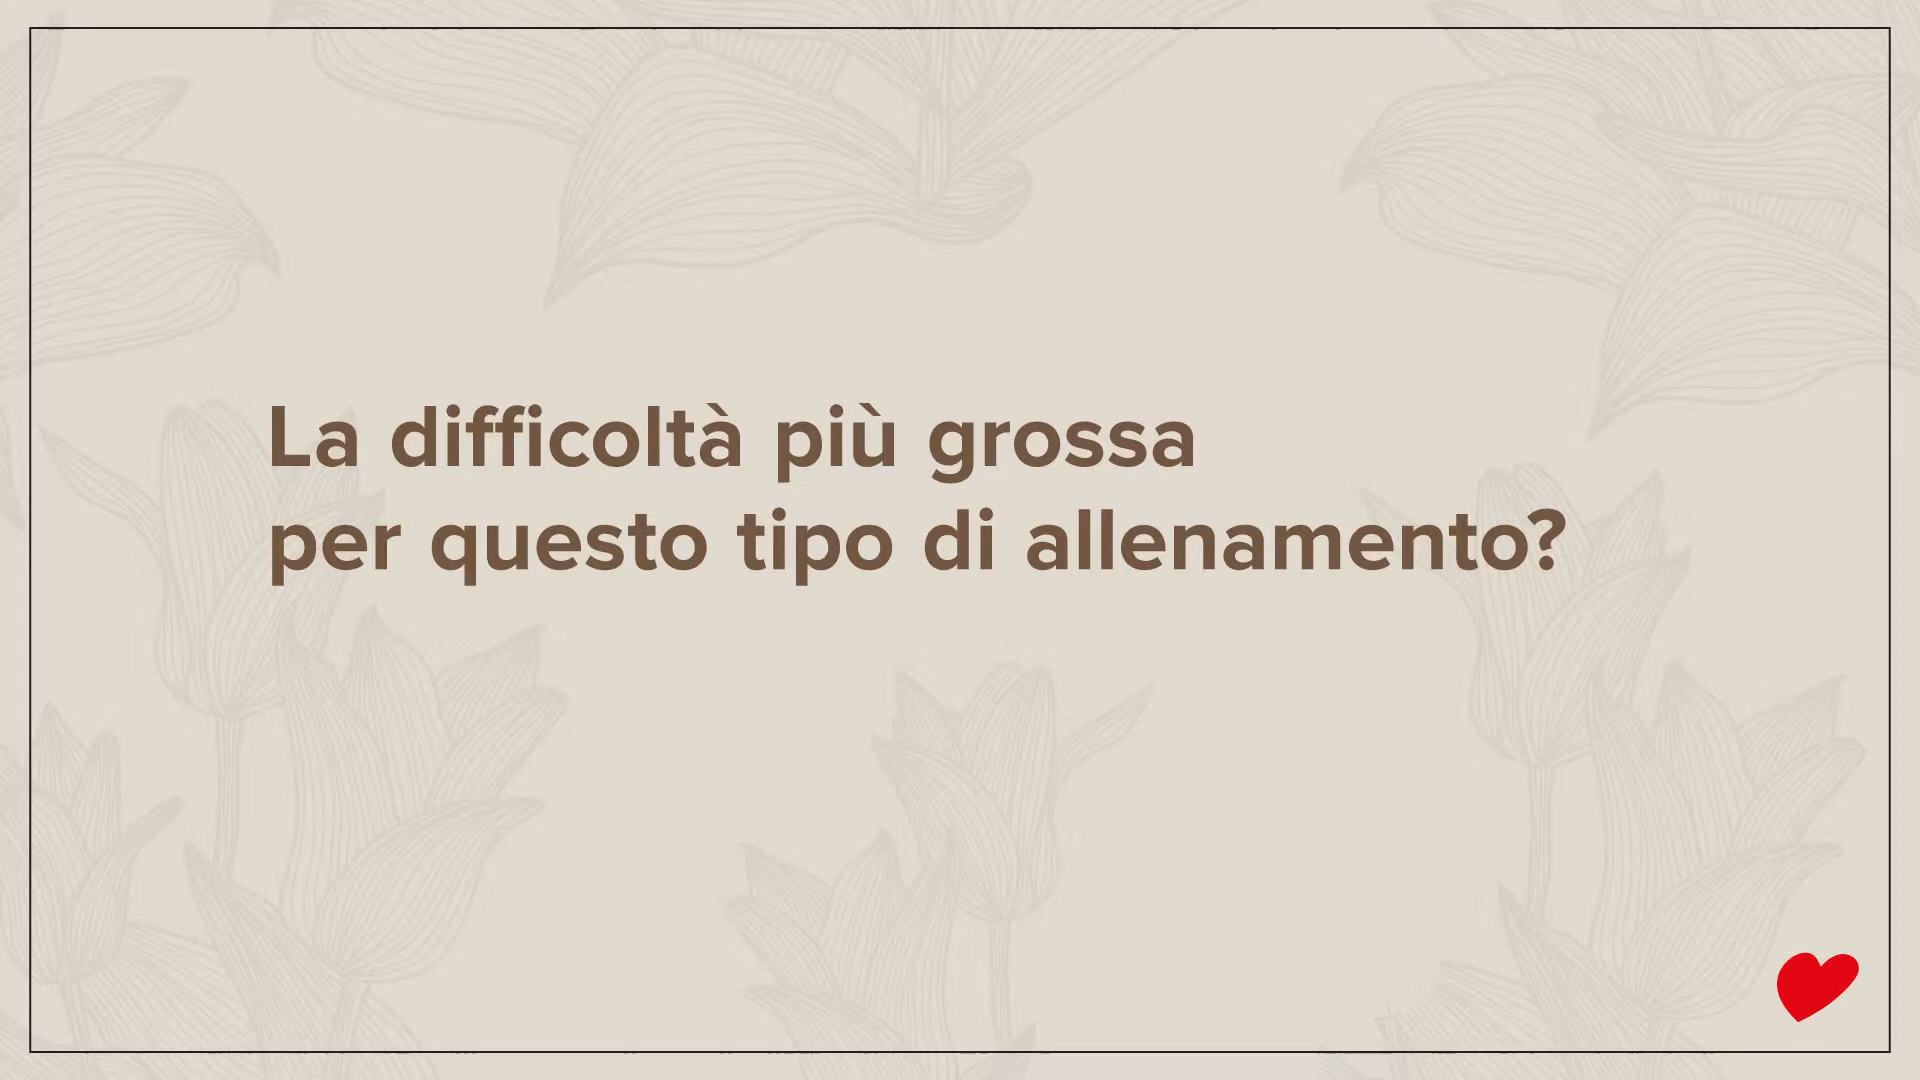 La difficoltà più grossa
per questo tipo di allenamento?